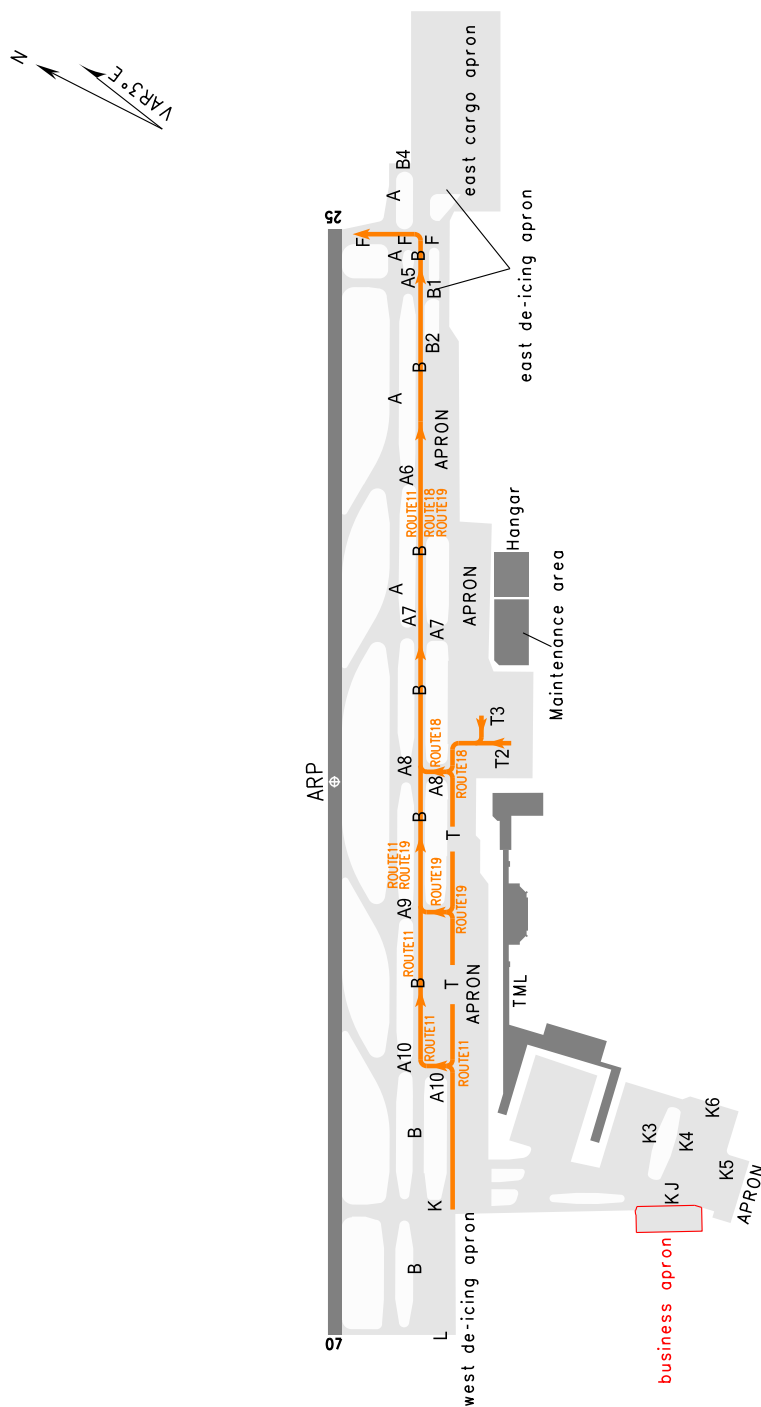 N
VAR3°E
east cargo apron
B4
A
25
east de-icing apron
F
F
F
A
B
A5
B1
B2
B
A
APRON
A6
ROUTE11
ROUTE18
ROUTE19
Hangar
B
APRON
A
A7
A7
Maintenance area
B
T3
ROUTE18
T2
ROUTE18
A8
A8
ARP
B
T
ROUTE11
ROUTE19
ROUTE19
ROUTE19
A9
ROUTE11
B
T
APRON
TML
ROUTE11
ROUTE11
A10
A10
B
K3
K4
K6
K5
KJ
APRON
K
B
west de-icing apron
business apron
L
07